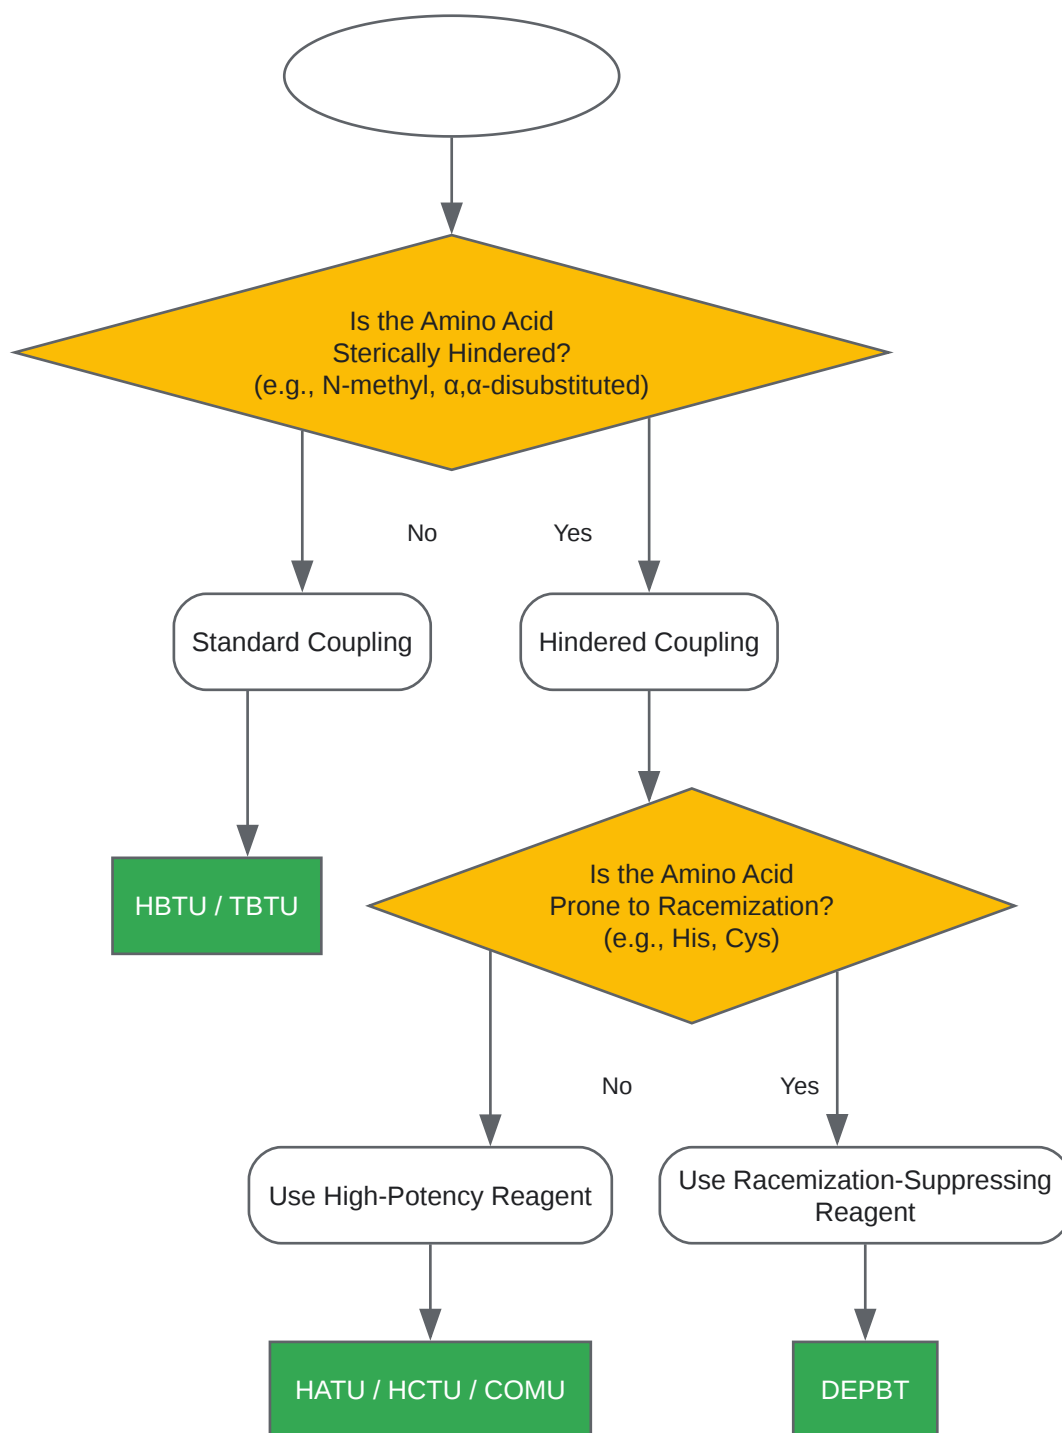 Is the Amino Acid
Sterically Hindered?
(e.g., N-methyl, α,α-disubstituted)
No
Yes
Standard Coupling
Hindered Coupling
HBTU / TBTU
Is the Amino Acid
Prone to Racemization?
(e.g., His, Cys)
No
Yes
Use High-Potency Reagent
Use Racemization-Suppressing
Reagent
HATU / HCTU / COMU
DEPBT